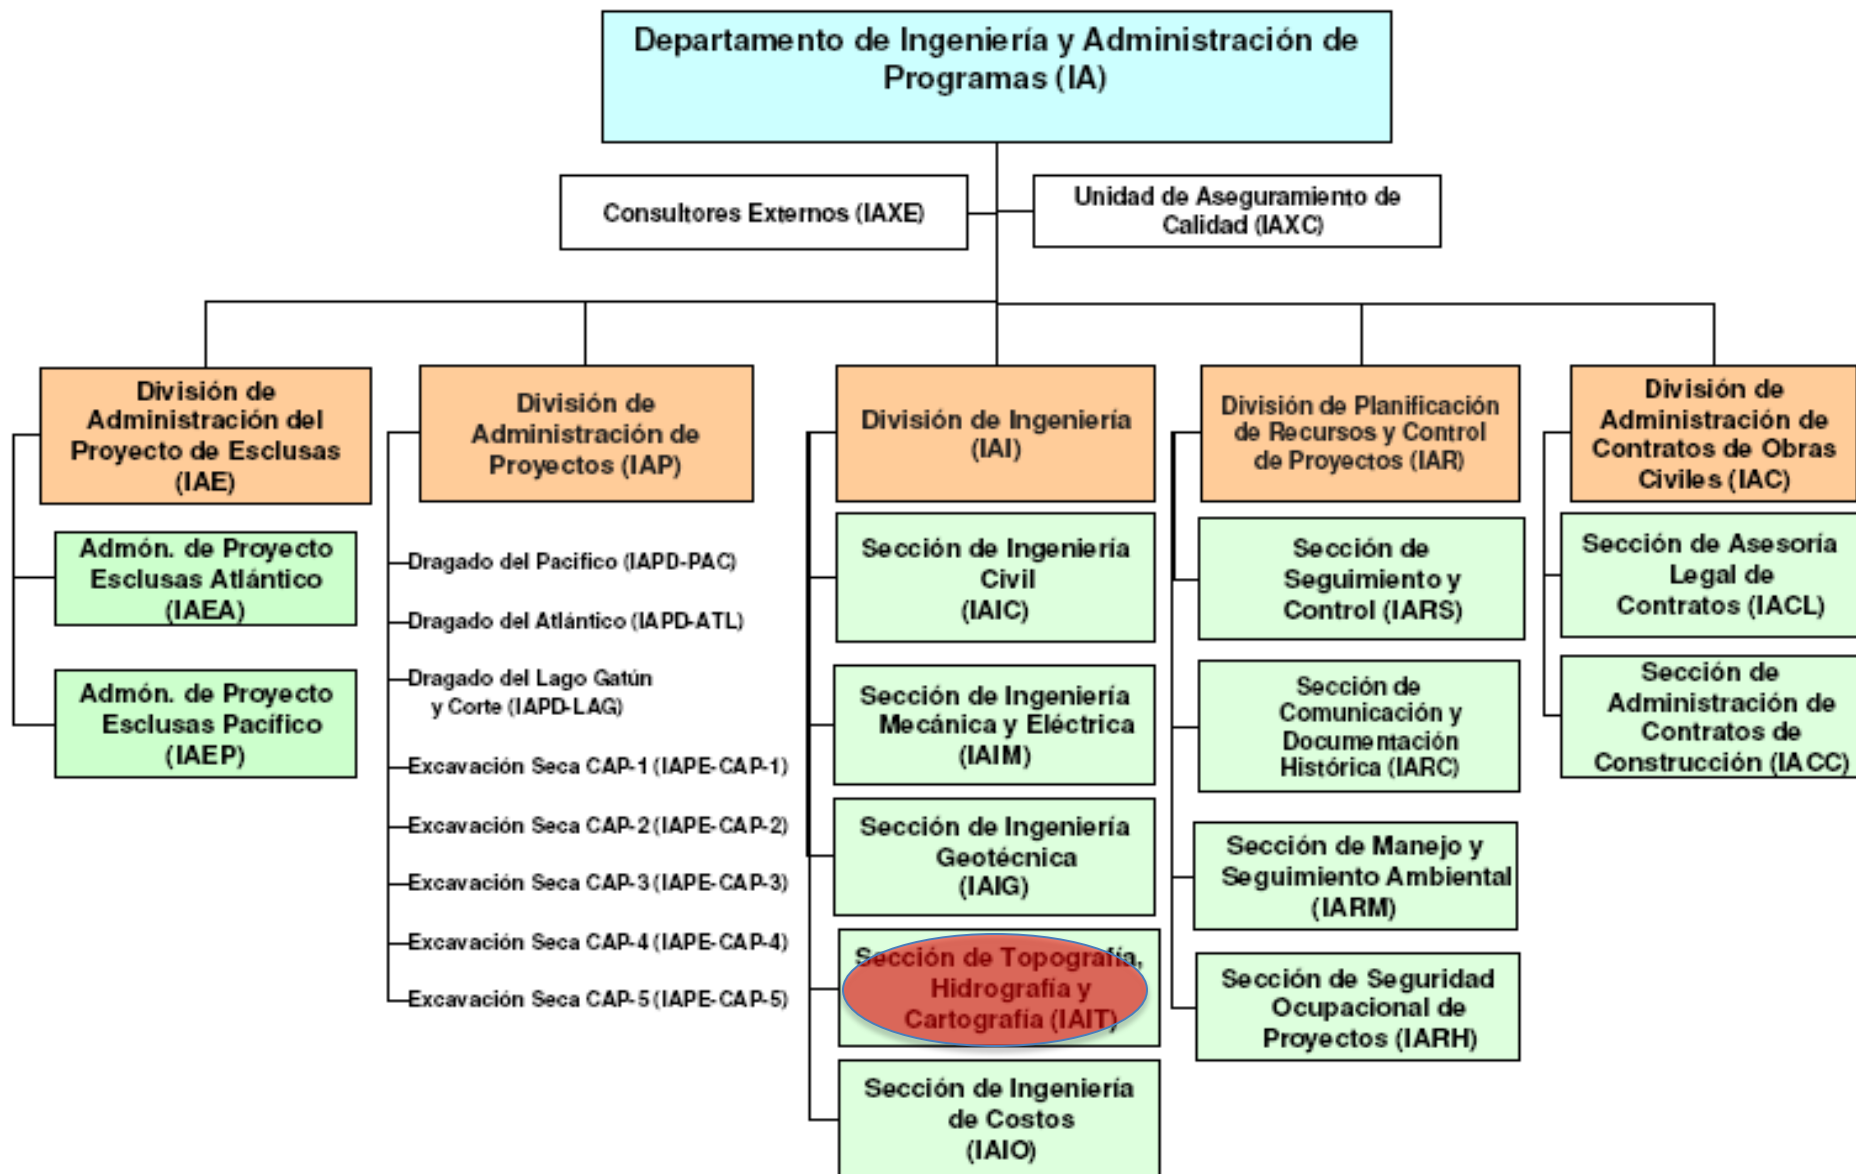 Departamento de Ingeniería y Administración de
Programas (IA)
Consultores Externos (IAXE)
Unidad de Aseguramiento de
Calidad (IAXC)
División de
Administración del
Proyecto de Esclusas
(IAE)
Admón. de Proyecto
Esclusas Atlántico
(IAEA)
Admón. de Proyecto
Esclusas Pacífico
(IAEP)
División de
Administración de
Proyectos (IAP)
Dragado del Pacífico (IAPD-PAC)
Dragado del Atlántico (IAPD-ATL)
Dragado del Lago Gatún
y Corte (IAPD-LAG)
Excavación Seca CAP-1 (IAPE-CAP-1)
Excavación Seca CAP-2 (IAPE-CAP-2)
Excavación Seca CAP-3 (IAPE-CAP-3)
Excavación Seca CAP-4 (IAPE-CAP-4)
Excavación Seca CAP-5 (IAPE-CAP-5)
División de Ingeniería
(IAI)
Sección de Ingeniería
Civil
(IAIC)
Sección de Ingeniería
Mecánica y Eléctrica
(IAIM)
Sección de Ingeniería
Geotécnica
(IAIG)
Sección de Topografía,
Hidrografía y
Cartografía (IAIT)
Sección de Ingeniería
de Costos
(IAIO)
División de Planificación
de Recursos y Control
de Proyectos (IAR)
Sección de
Seguimiento y
Control (IARS)
Sección de
Comunicación y
Documentación
Histórica (IARC)
Sección de Manejo y
Seguimiento Ambiental
(IARM)
Sección de Seguridad
Ocupacional de
Proyectos (IARH)
División de
Administración de
Contratos de Obras
Civiles (IAC)
Sección de Asesoría
Legal de
Contratos (IACL)
Sección de
Administración de
Contratos de
Construcción (IACC)